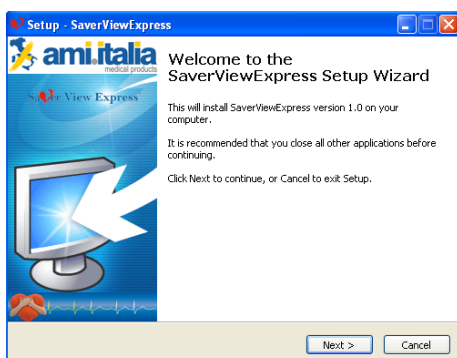 Setup - SaverViewExpress
ami.italia
medical products
Saver View Express
Welcome to the
SaverViewExpress Setup Wizard
This will install SaverViewExpress version 1.0 on your
computer.
It is recommended that you close all other applications before
continuing.
Click Next to continue, or Cancel to exit Setup.
Next >
Cancel